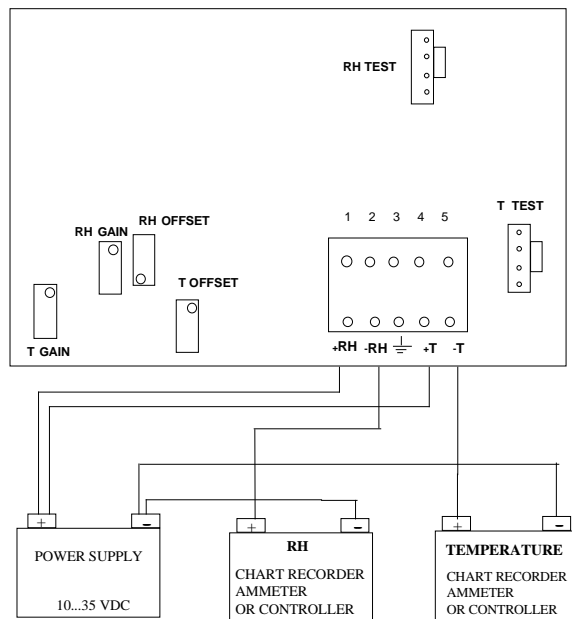 RH TEST
T TEST
1 2 3 4 5
RH OFFSET
RH GAIN
T OFFSET
T GAIN
+RH -RH +T -T
+ - + - + -
POWER SUPPLY
10...35 VDC
RH
CHART RECORDER
AMMETER
OR CONTROLLER
TEMPERATURE
CHART RECORDER
AMMETER
OR CONTROLLER